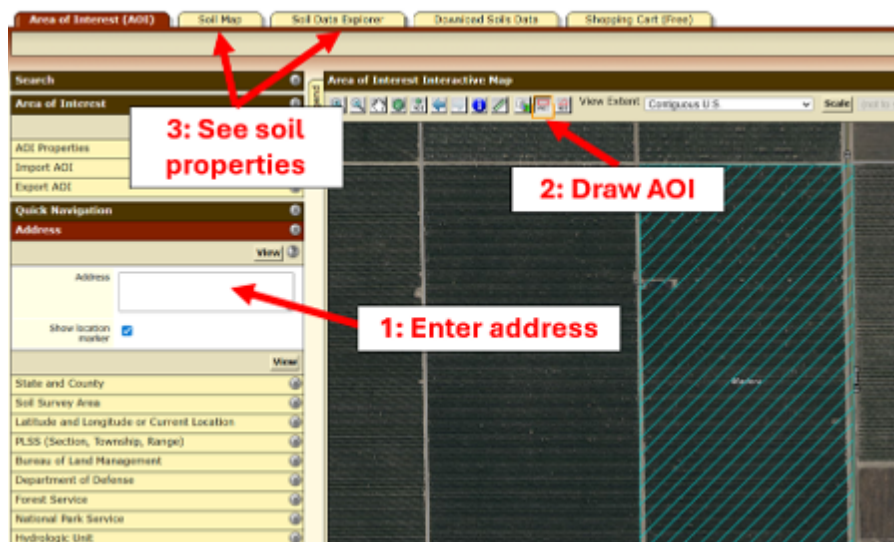 Area of Interest (AOI)
Soil Map
Soil Data Explorer
Download Soils Data
Shopping Cart (Free)
Search
Area of Interest
AOI Properties
Import AOI
Export AOI
Quick Navigation
Address
View
Address
Show location
marker
View
State and County
Soil Survey Area
Latitude and Longitude or Current Location
PLSS (Section, Township, Range)
Bureau of Land Management
Department of Defense
Forest Service
National Park Service
Hydrologic Unit
Area of Interest Interactive Map
View Extent
Contiguous U.S.
Scale
3: See soil
properties
2: Draw AOI
1: Enter address